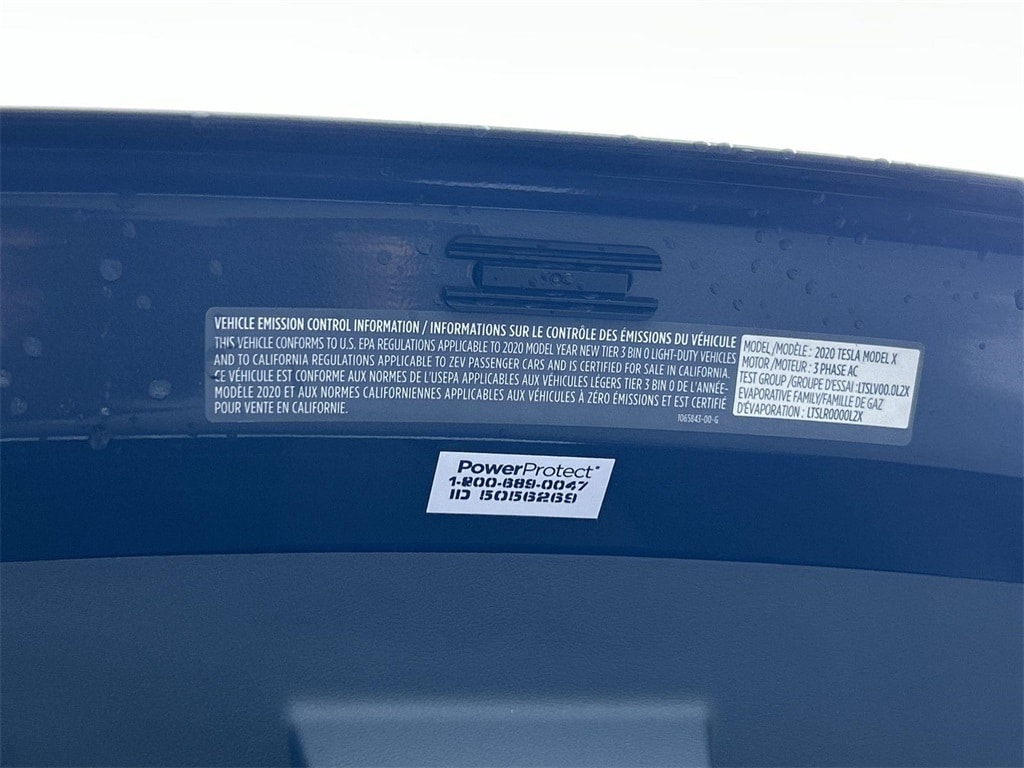 VEHICLE EMISSION CONTROL INFORMATION / INFORMATIONS SUR LE CONTRÔLE DES ÉMISSIONS DU VÉHICULE
THIS VEHICLE CONFORMS TO U.S. EPA REGULATIONS APPLICABLE TO 2020 MODEL YEAR NEW TIER 3 BIN 0 LIGHT-DUTY VEHICLES
AND TO CALIFORNIA REGULATIONS APPLICABLE TO ZEV PASSENGER CARS AND IS CERTIFIED FOR SALE IN CALIFORNIA.
CE VÉHICULE EST CONFORME AUX NORMES DE L'USEPA APPLICABLES AUX VÉHICULES LÉGERS TIER 3 BIN 0 DE L'ANNÉE-
MODÈLE 2020 ET AUX NORMES CALIFORNIENNES APPLICABLES AUX VÉHICULES À ZÉRO ÉMISSIONS ET EST CERTIFIÉ
POUR VENTE EN CALIFORNIE.
1065843-00-G
MODEL/MODÈLE : 2020 TESLA MODEL X
MOTOR/MOTEUR : 3 PHASE AC
TEST GROUP/GROUPE D'ESSAI : LTSLV00.0L2X
EVAPORATIVE FAMILY/FAMILLE DE GAZ
D'ÉVAPORATION : LTSLR0000L2X
PowerProtect
1-800-689-0047
ID 50156269